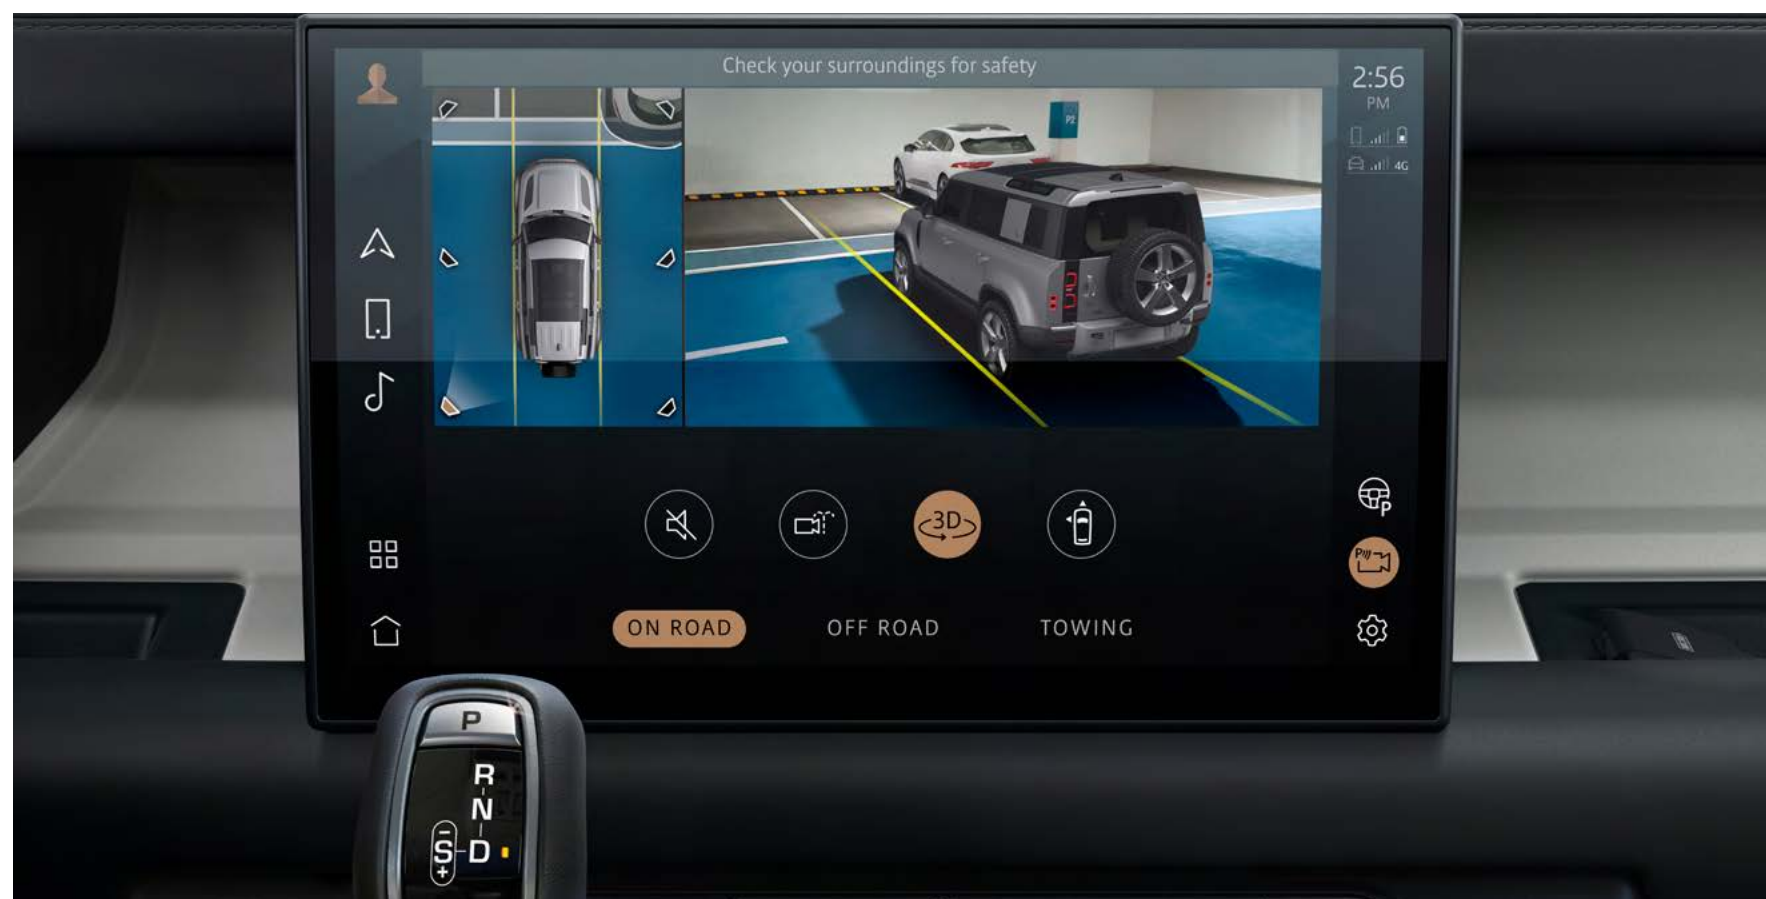 Check your surroundings for safety
2:56
PM
4G
P2
3D
P
P
ON ROAD
OFF ROAD
TOWING
P
R
N
S
D